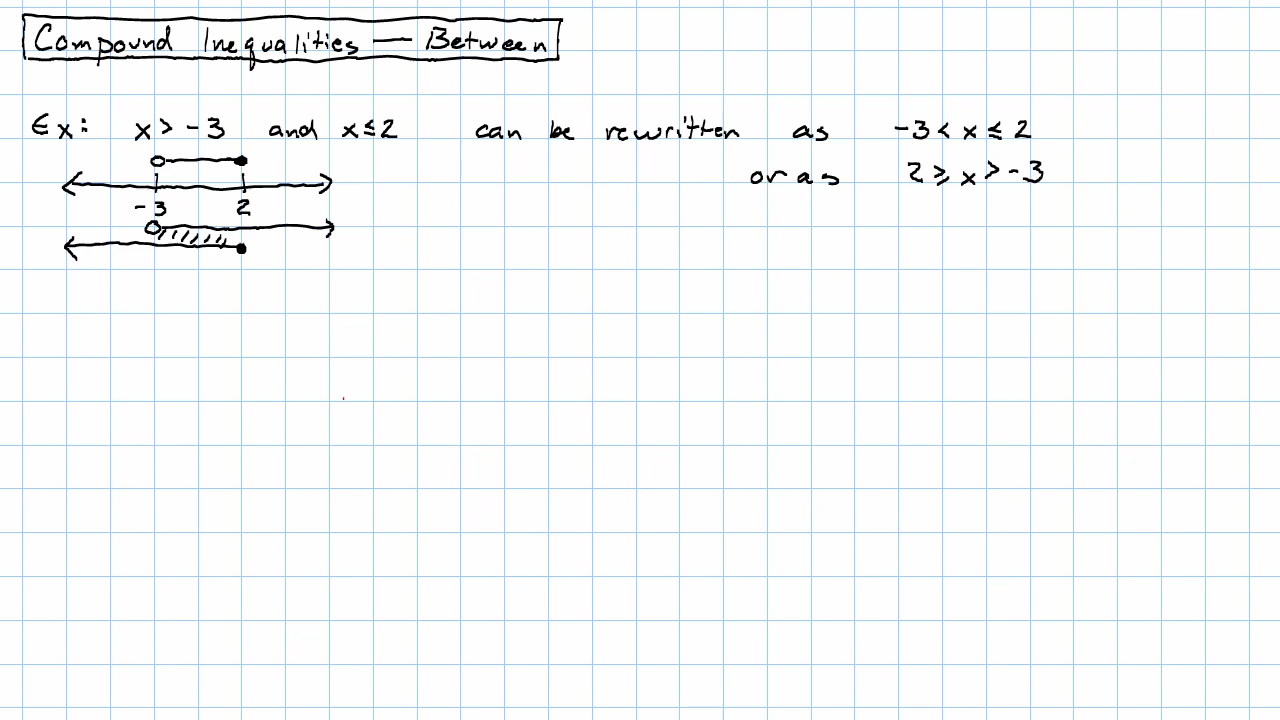 Compound Inequalities — Between
Ex: x > -3 and x ≤ 2 can be rewritten as -3 < x ≤ 2
or as 2 ≥ x > -3
-3 2